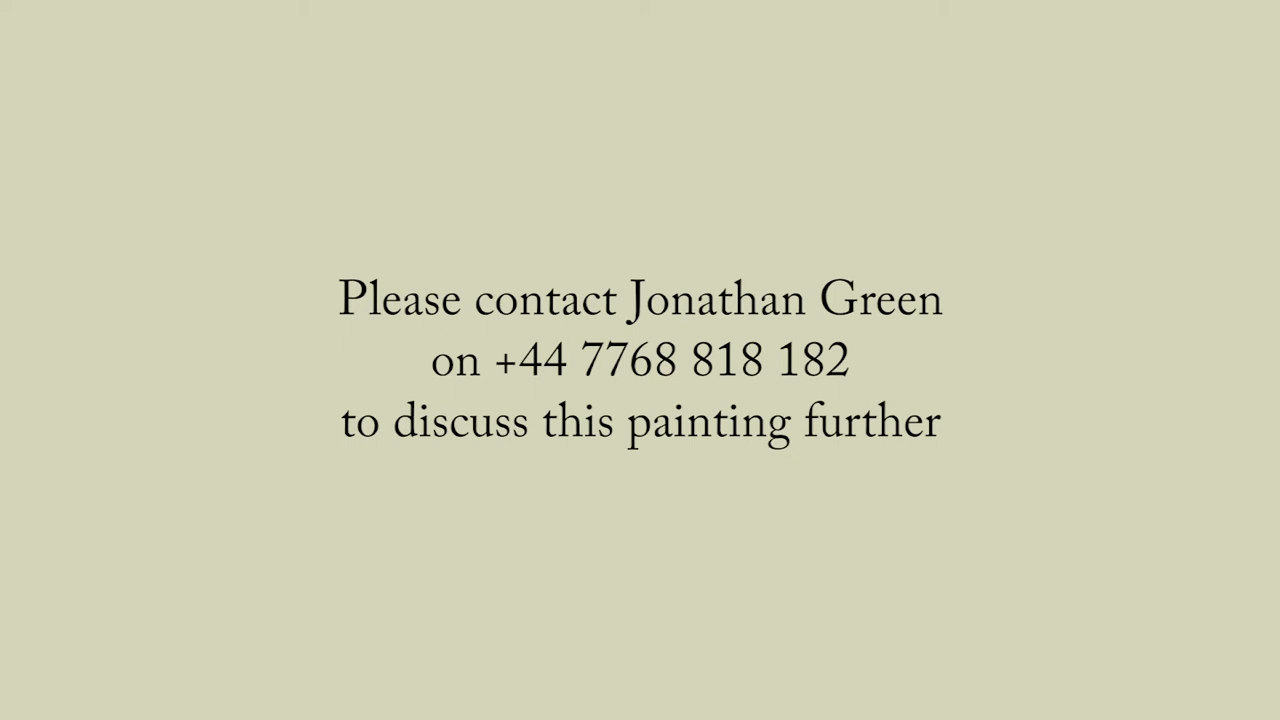 Please contact Jonathan Green
on +44 7768 818 182
to discuss this painting further